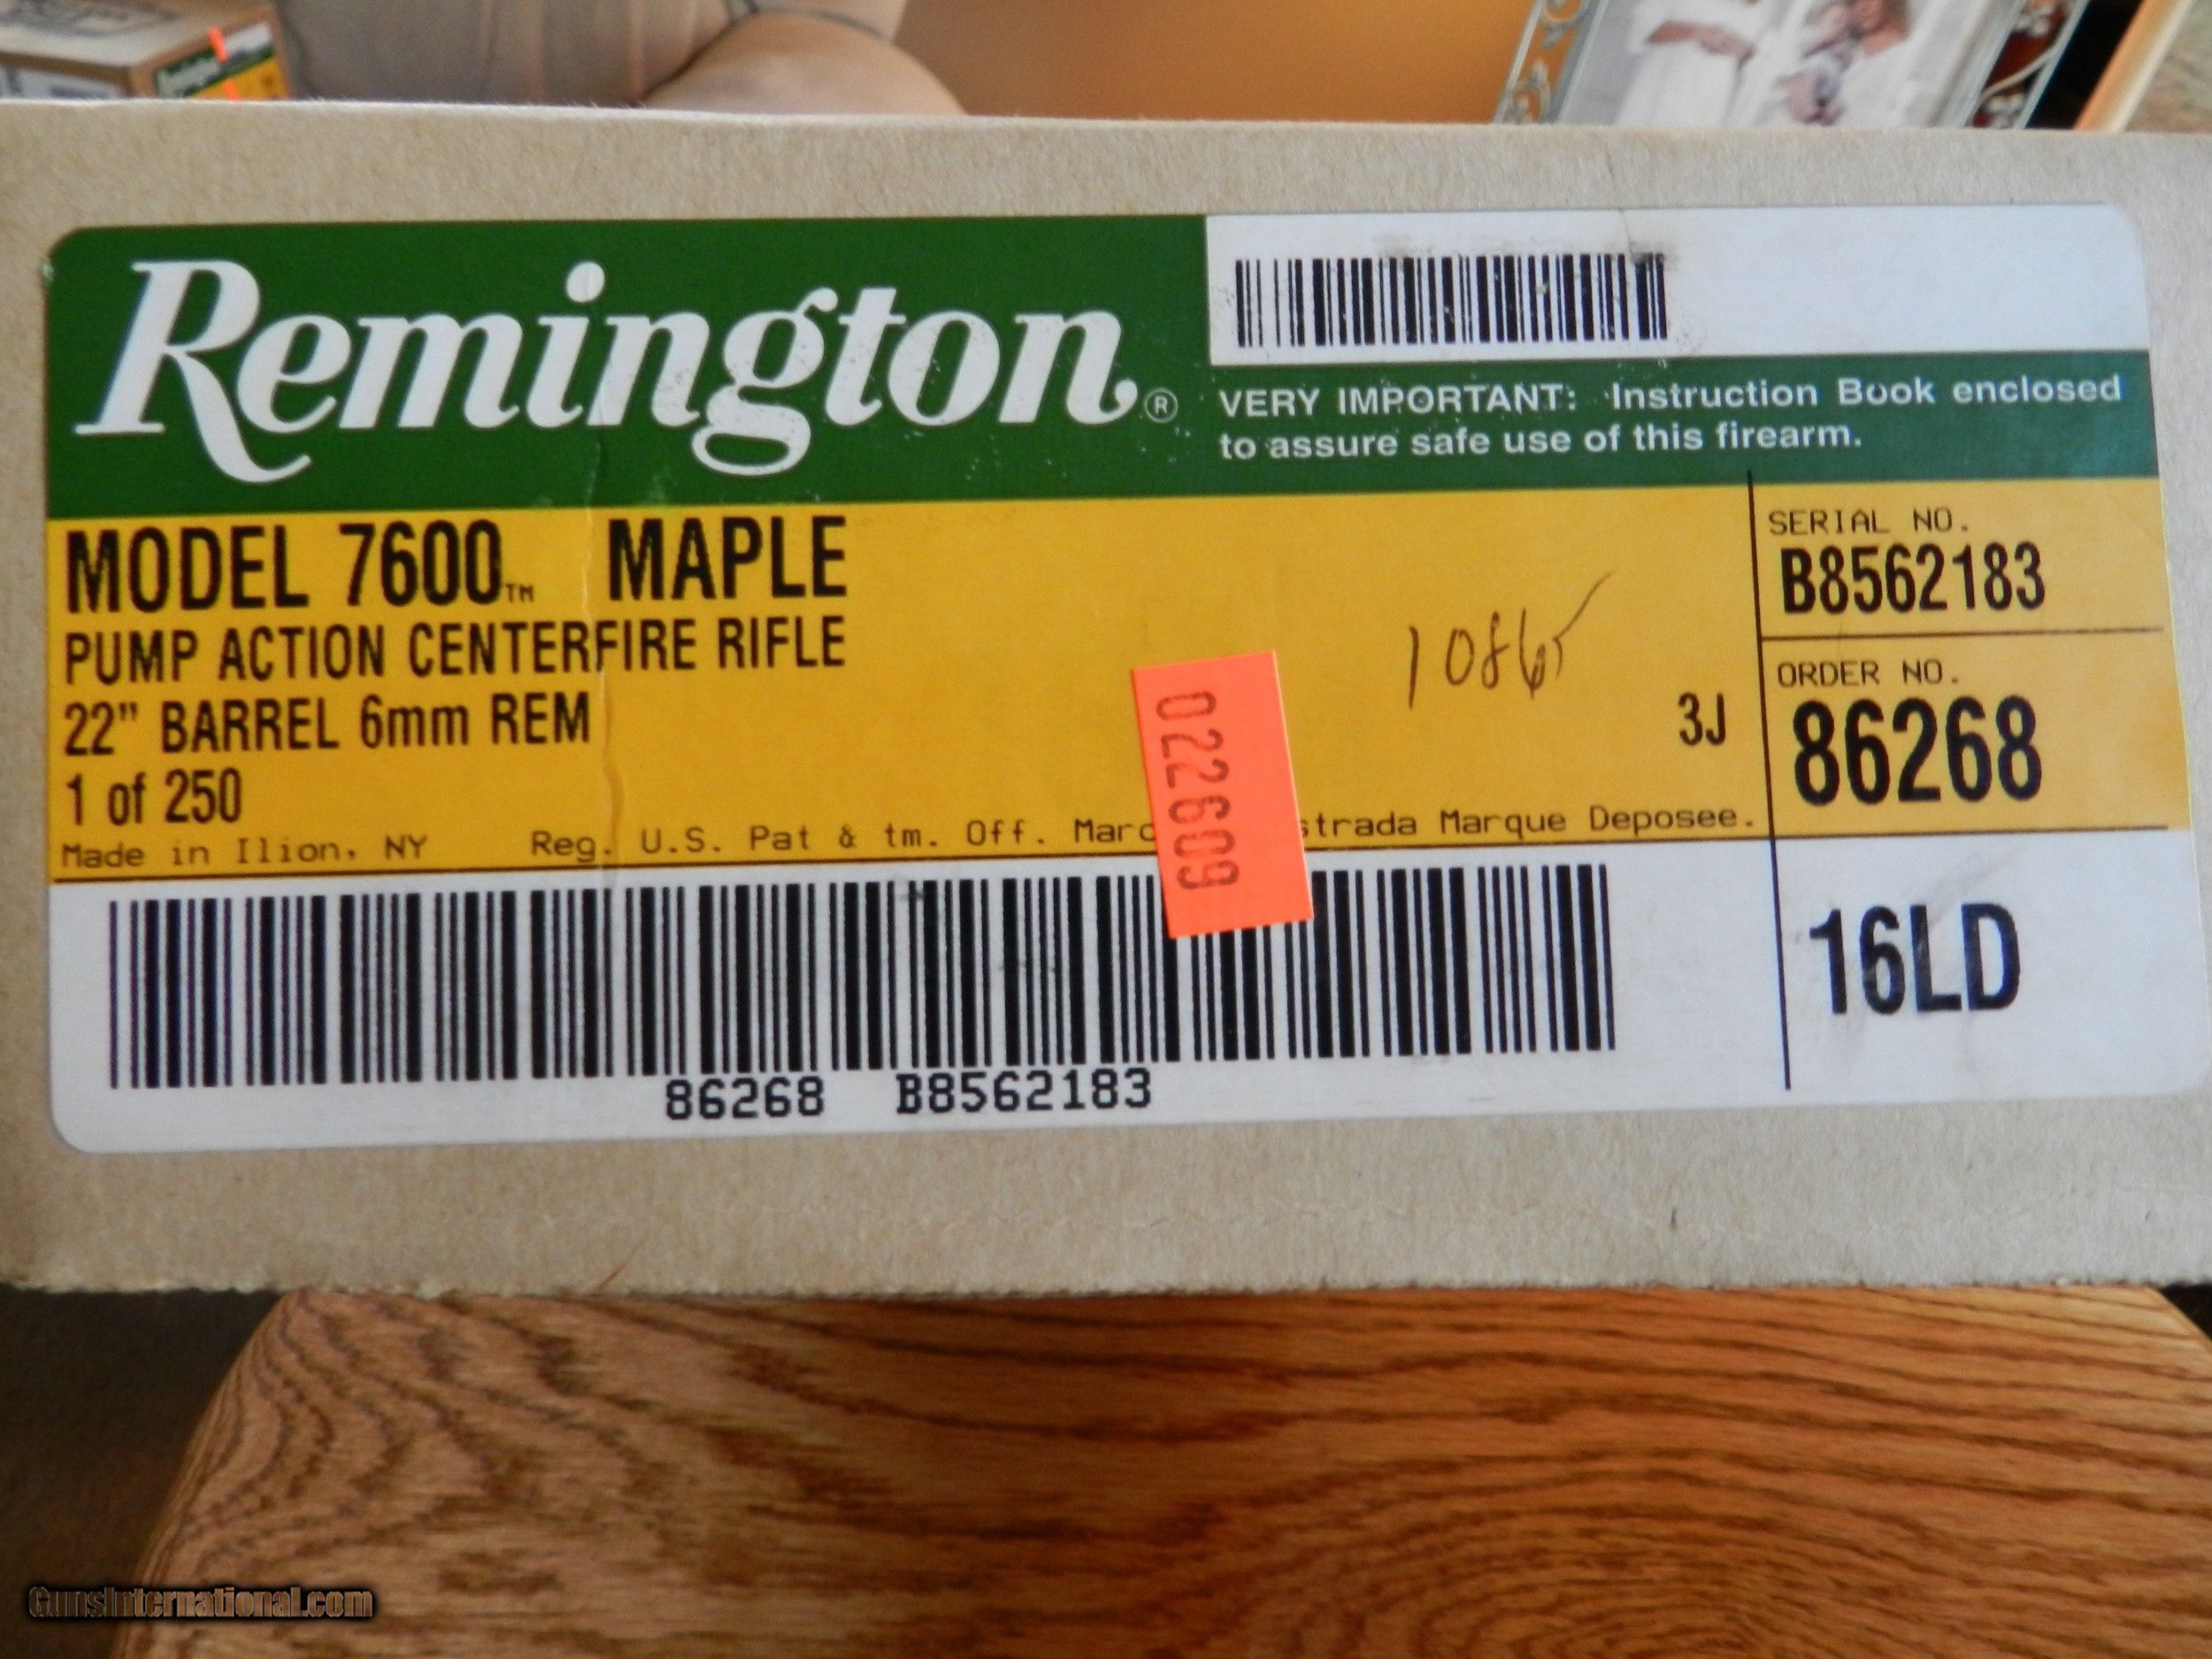 Remington
Remington®
VERY IMPORTANT: Instruction Book enclosed
to assure safe use of this firearm.
MODEL 7600™ MAPLE
PUMP ACTION CENTERFIRE RIFLE
22" BARREL 6mm REM
1 of 250
Made in Ilion, NY Reg. U.S. Pat & tm. Off. Marc strada Marque Deposee.
1086
022609
3J
SERIAL NO.
B8562183
ORDER NO.
86268
16LD
86268 B8562183
GunsInternational.com